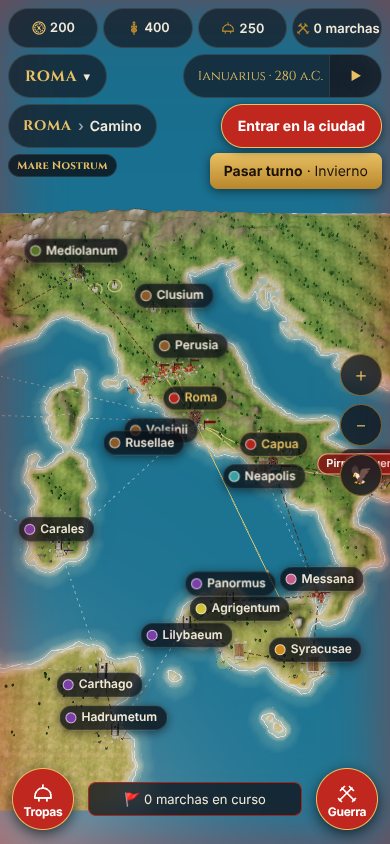 200
400
250
0 marchas
ROMA ▾
Ianuarius · 280 a.C.
ROMA › Camino
Entrar en la ciudad
Mare Nostrum
Pasar turno · Invierno
Mediolanum
Clusium
Perusia
Roma
Volsinii
Rusellae
Capua
Neapolis
Carales
Panormus
Messana
Agrigentum
Lilybaeum
Syracusae
Carthago
Hadrumetum
Tropas
0 marchas en curso
Guerra